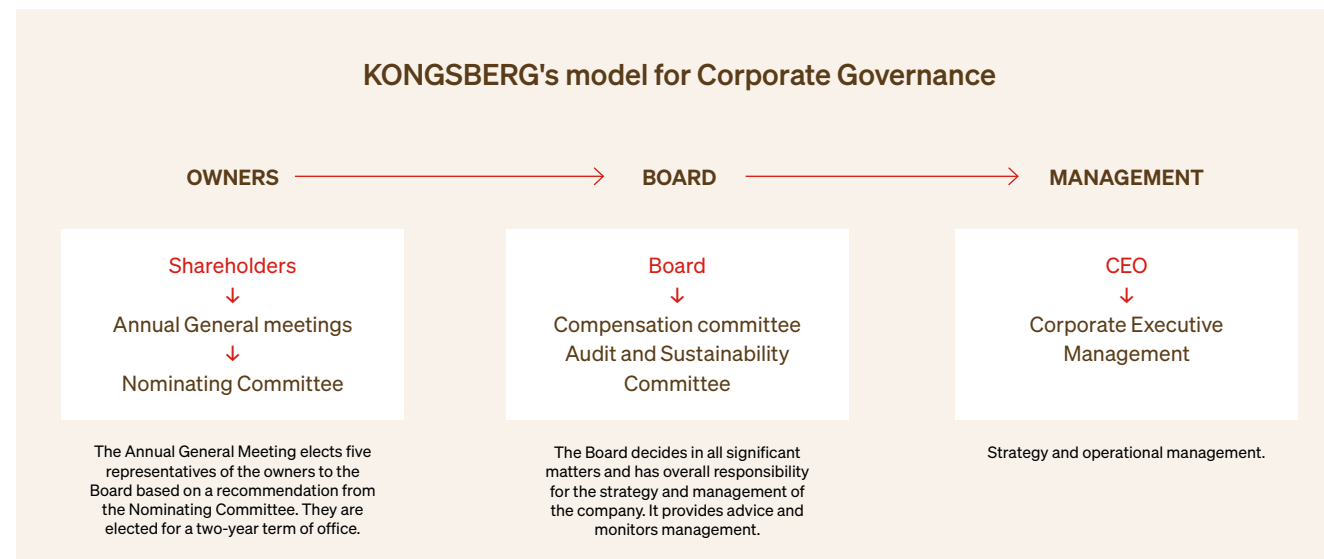 KONGSBERG's model for Corporate Governance
OWNERS
BOARD
MANAGEMENT
Shareholders
↓
Annual General meetings
↓
Nominating Committee
The Annual General Meeting elects five
representatives of the owners to the
Board based on a recommendation from
the Nominating Committee. They are
elected for a two-year term of office.
Board
↓
Compensation committee
Audit and Sustainability
Committee
The Board decides in all significant
matters and has overall responsibility
for the strategy and management of
the company. It provides advice and
monitors management.
CEO
↓
Corporate Executive
Management
Strategy and operational management.